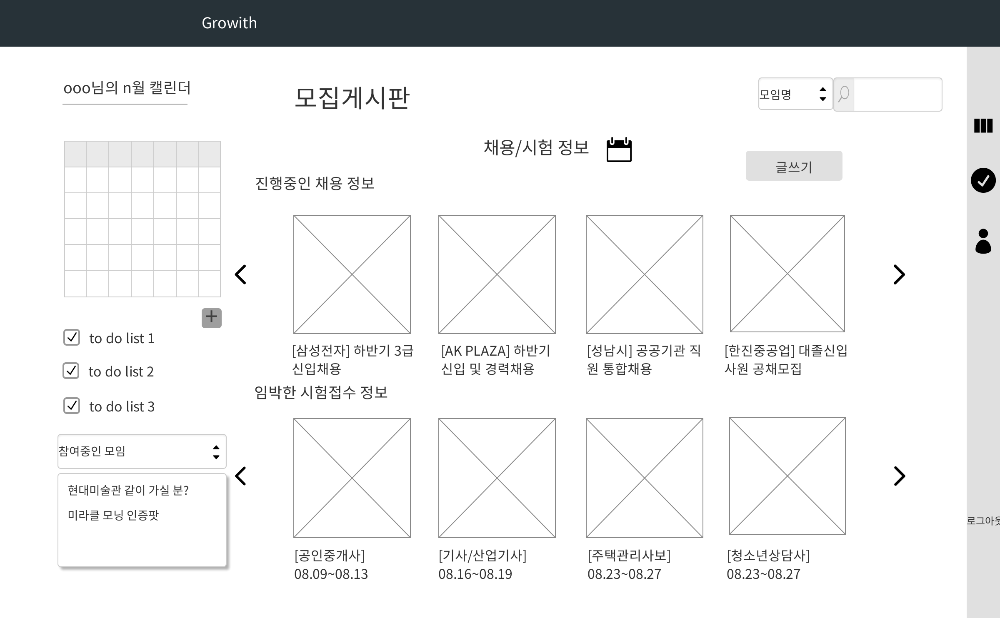 Growith
ooo님의 n월 캘린더
모집게시판
모임명
채용/시험 정보
글쓰기
진행중인 채용 정보
[삼성전자] 하반기 3급
신입채용
[AK PLAZA] 하반기
신입 및 경력채용
[성남시] 공공기관 직
원 통합채용
[한진중공업] 대졸신입
사원 공채모집
to do list 1
to do list 2
to do list 3
임박한 시험접수 정보
참여중인 모임
현대미술관 같이 가실 분?
미라클 모닝 인증팟
[공인중개사]
08.09~08.13
[기사/산업기사]
08.16~08.19
[주택관리사보]
08.23~08.27
[청소년상담사]
08.23~08.27
로그아웃